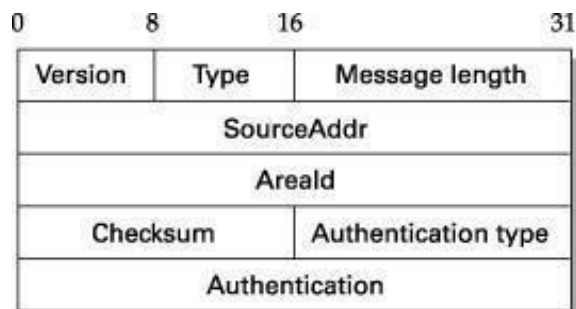 0 8 16 31
Version Type Message length
SourceAddr
AreaId
Checksum Authentication type
Authentication